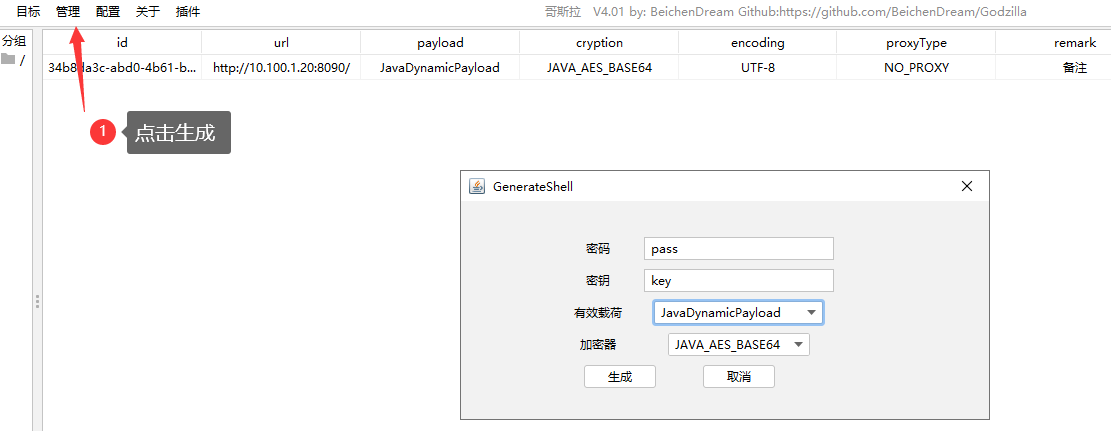 目标 管理 配置 关于 插件 哥斯拉 V4.01 by: BeichenDream Github:https://github.com/BeichenDream/Godzilla
分组 id url payload cryption encoding proxyType remark
/ 34b8da3c-abd0-4b61-b... http://10.100.1.20:8090/ JavaDynamicPayload JAVA_AES_BASE64 UTF-8 NO_PROXY 备注
1 点击生成
GenerateShell
密码 pass
密钥 key
有效载荷 JavaDynamicPayload
加密器 JAVA_AES_BASE64
生成 取消